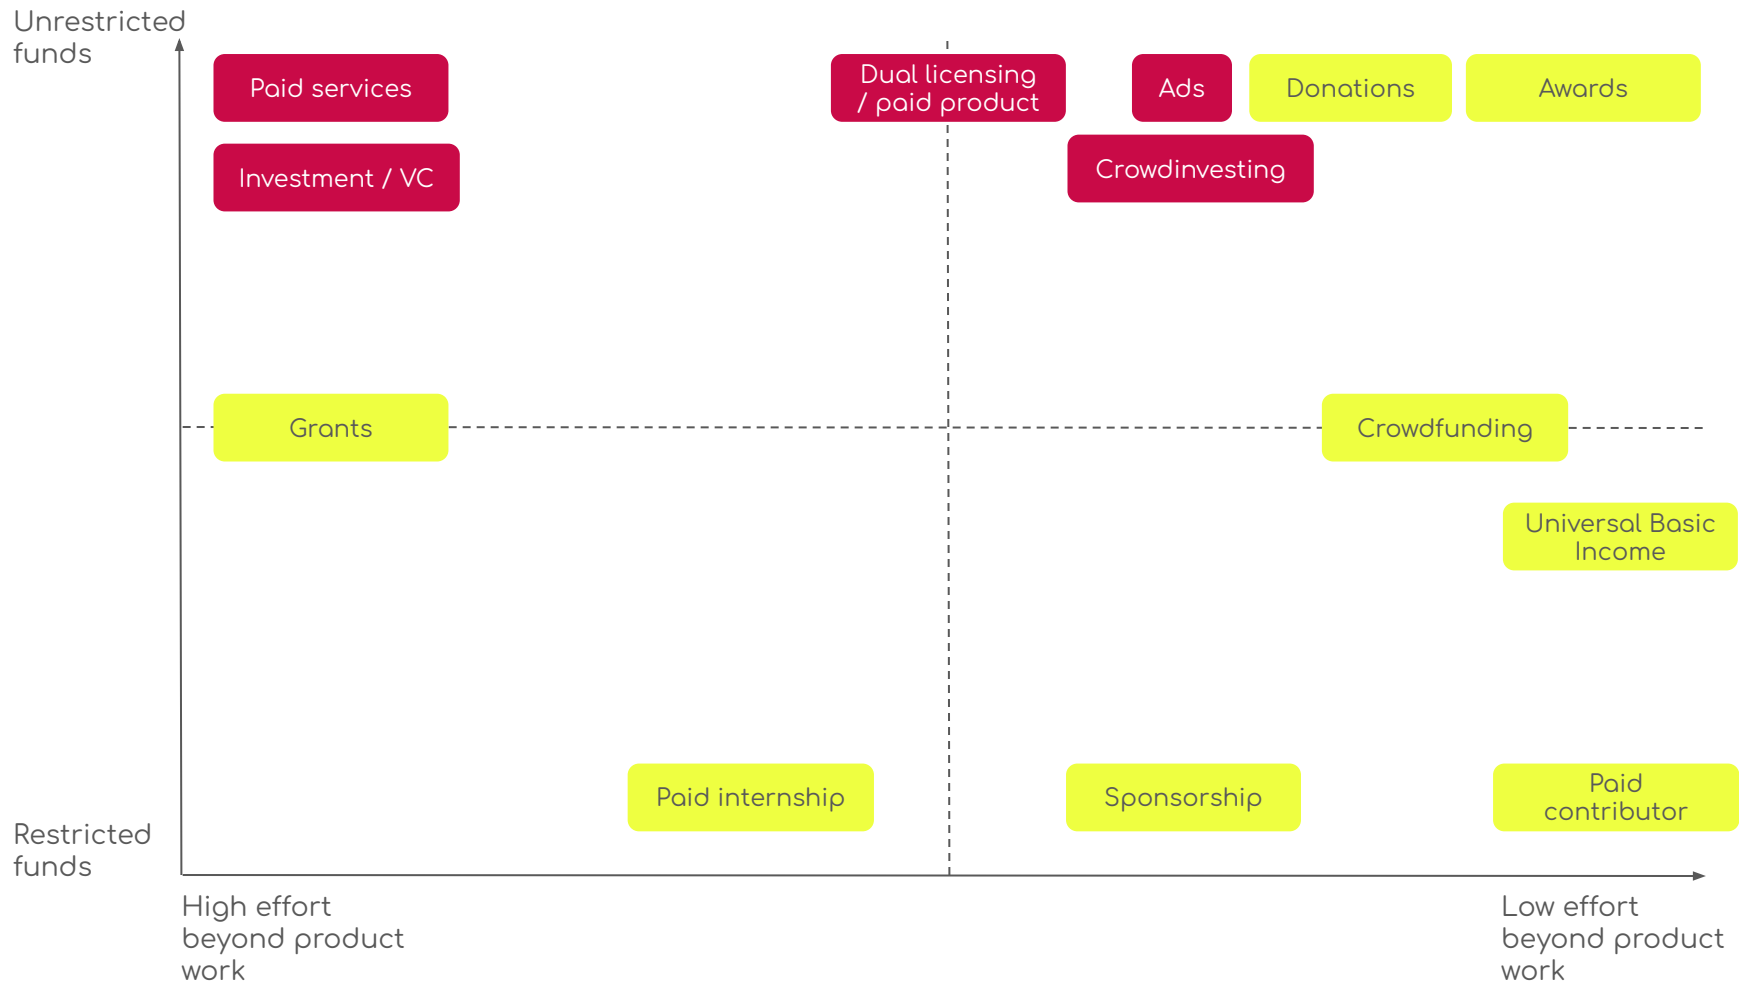 Unrestricted
funds
Paid services
Dual licensing
/ paid product
Ads
Donations
Awards
Investment / VC
Crowdinvesting
Grants
Crowdfunding
Universal Basic
Income
Paid internship
Sponsorship
Paid
contributor
Restricted
funds
High effort
beyond product
work
Low effort
beyond product
work